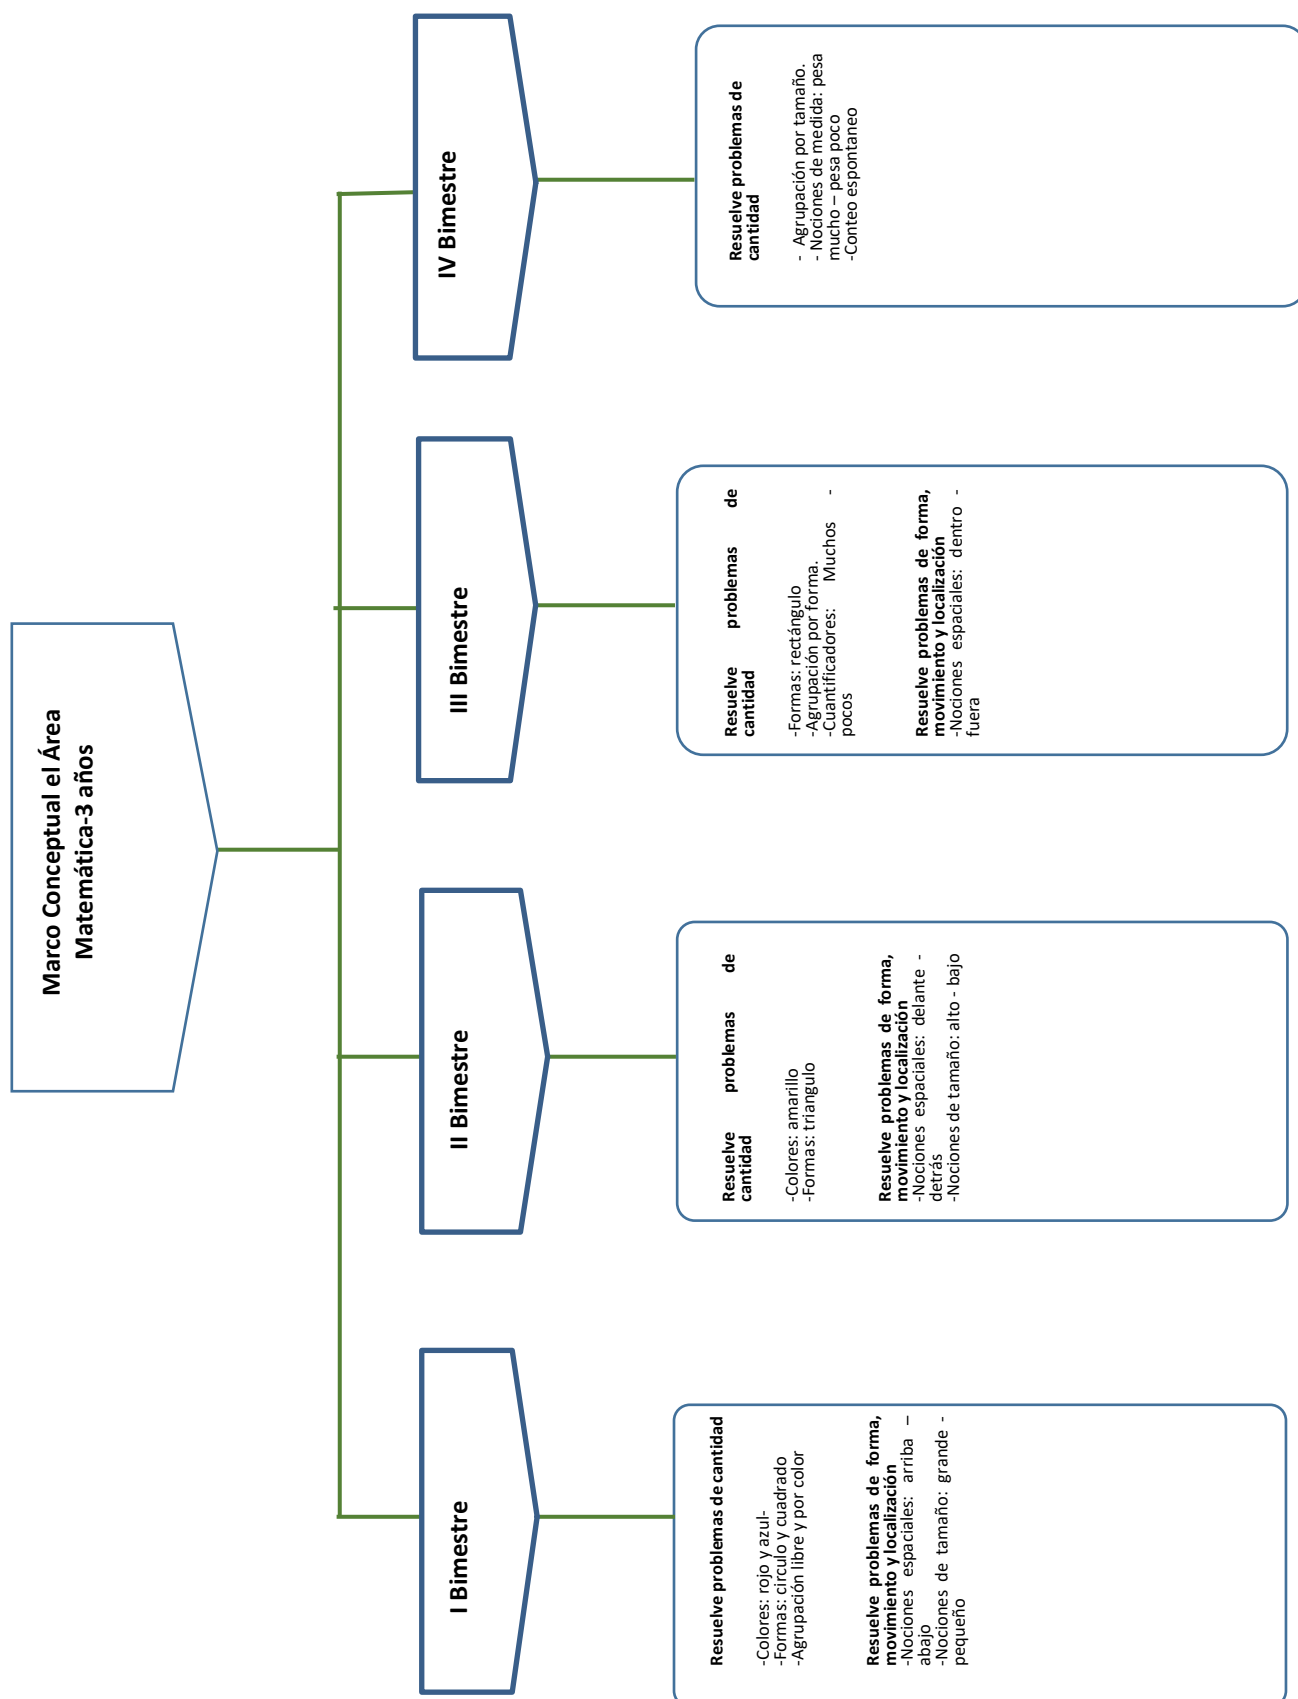 Marco Conceptual el Área
Matemática-3 años
I Bimestre
Resuelve problemas de cantidad
-Colores: rojo y azul-
-Formas: circulo y cuadrado
-Agrupación libre y por color
Resuelve problemas de forma,
movimiento y localización
-Nociones espaciales: arriba –
abajo
-Nociones de tamaño: grande -
pequeño
II Bimestre
Resuelve problemas de
cantidad
-Colores: amarillo
-Formas: triangulo
Resuelve problemas de forma,
movimiento y localización
-Nociones espaciales: delante -
detrás
-Nociones de tamaño: alto - bajo
III Bimestre
Resuelve problemas de
cantidad
-Formas: rectángulo
-Agrupación por forma.
-Cuantificadores: Muchos -
pocos
Resuelve problemas de forma,
movimiento y localización
-Nociones espaciales: dentro -
fuera
IV Bimestre
Resuelve problemas de
cantidad
- Agrupación por tamaño.
- Nociones de medida: pesa
mucho – pesa poco
-Conteo espontaneo